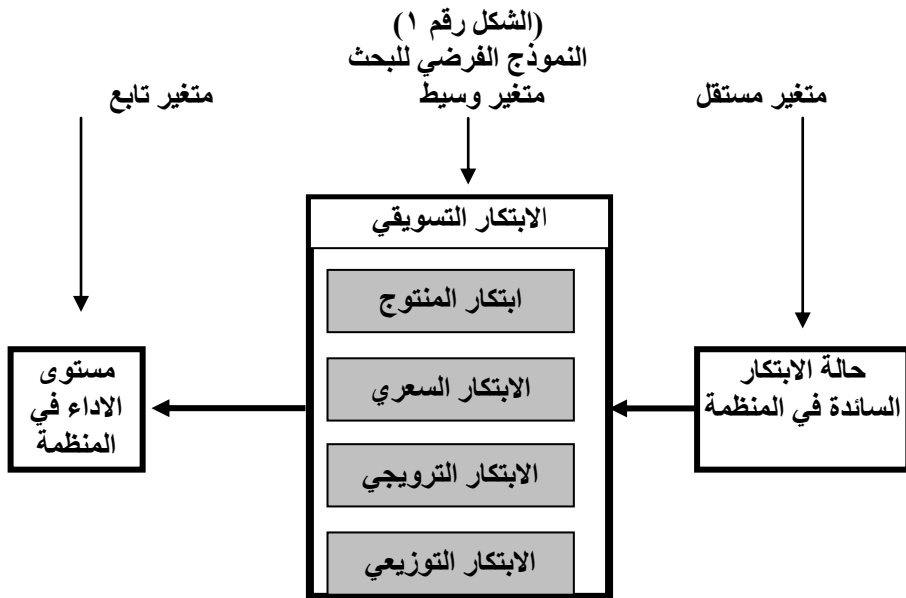 (الشكل رقم ١)
النموذج الفرضي للبحث
متغير مستقل
متغير وسيط
متغير تابع
الابتكار التسويقي
ابتكار المنتوج
الابتكار السعري
الابتكار الترويجي
الابتكار التوزيعي
حالة الابتكار
السائدة في المنظمة
مستوى
الاداء في
المنظمة